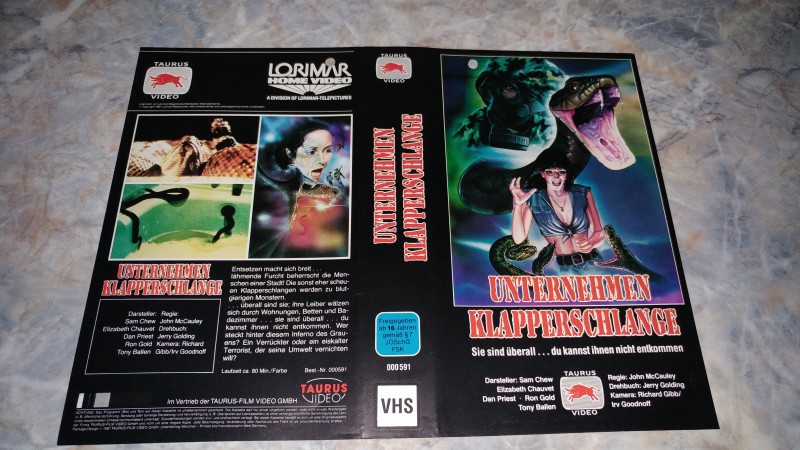 TAURUS
VIDEO
LORIMAR
HOME VIDEO
A DIVISION OF LORIMAR-TELEPICTURES
UNTERNEHMEN
KLAPPERSCHLANGE
Darsteller: Regie:
Sam Chew John McCauley
Elizabeth Chauvet Drehbuch:
Dan Priest Jerry Golding
Ron Gold Kamera: Richard
Tony Ballen Gibb/Irv Goodnoff
Entsetzen macht sich breit . . .
lähmende Furcht beherrscht die Men-
schen einer Stadt! Die sonst eher scheu-
en Klapperschlangen werden zu blut-
gierigen Monstern.
. . . überall sind sie; ihre Leiber wälzen
sich durch Wohnungen, Betten und Ba-
dezimmer . . . sie sind überall . . . du
kannst ihnen nicht entkommen. Wer
steckt hinter diesem Inferno des Grau-
ens? Ein Verrückter oder ein eiskalter
Terrorist, der seine Umwelt vernichten
will?
Laufzeit ca. 80 Min./Farbe Best.-Nr. 000591
Im Vertrieb der TAURUS-FILM VIDEO GMBH
TAURUS
VIDEO
TAURUS
VIDEO
UNTERNEHMEN
KLAPPERSCHLANGE
Freigegeben
ab 16 Jahren
gemäß § 7
JÖSchG
FSK
000591
VHS
UNTERNEHMEN
KLAPPERSCHLANGE
Sie sind überall . . . du kannst ihnen nicht entkommen
Darsteller: Sam Chew
Elizabeth Chauvet
Dan Priest · Ron Gold
Tony Ballen
TAURUS
VIDEO
Regie: John McCauley
Drehbuch: Jerry Golding
Kamera: Richard Gibb/
Irv Goodnoff